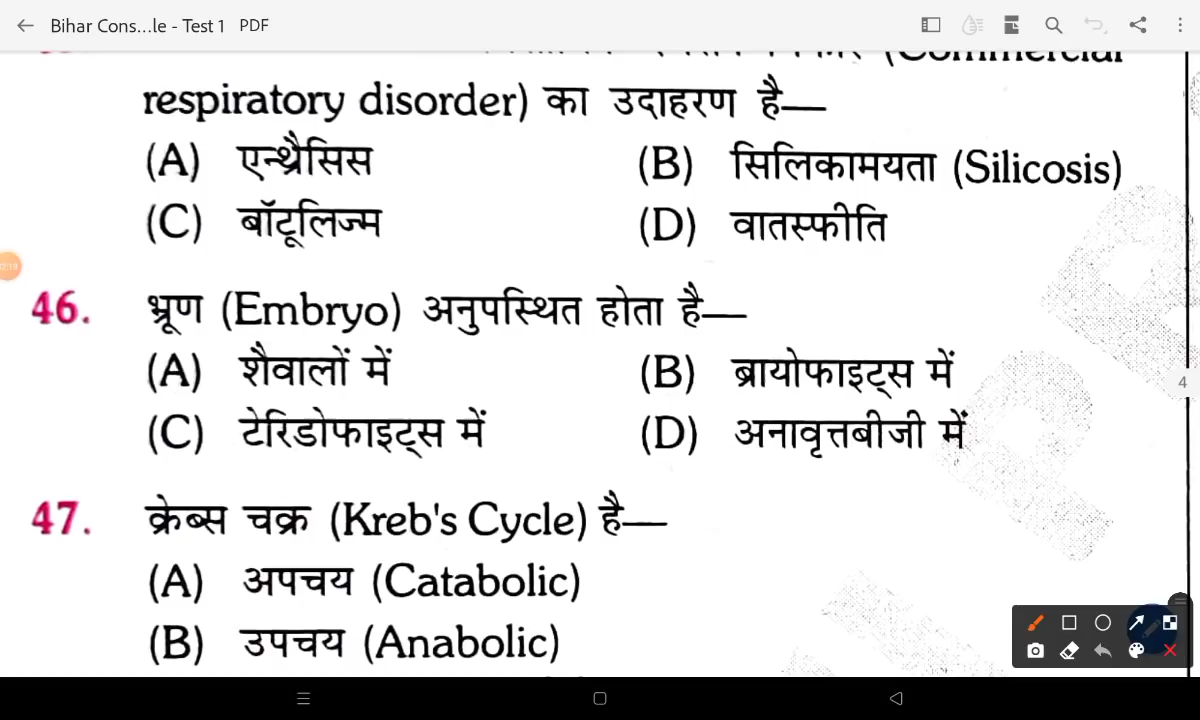 Bihar Cons...le - Test 1 PDF
(Commercial
respiratory disorder) का उदाहरण है—
(A) एन्थ्रैसिस (B) सिलिकामयता (Silicosis)
(C) बॉटूलिज्म (D) वातस्फीति
46. भ्रूण (Embryo) अनुपस्थित होता है—
(A) शैवालों में (B) ब्रायोफाइट्स में
(C) टेरिडोफाइट्स में (D) अनावृत्तबीजी में
4
47. क्रेब्स चक्र (Kreb's Cycle) है—
(A) अपचय (Catabolic)
(B) उपचय (Anabolic)